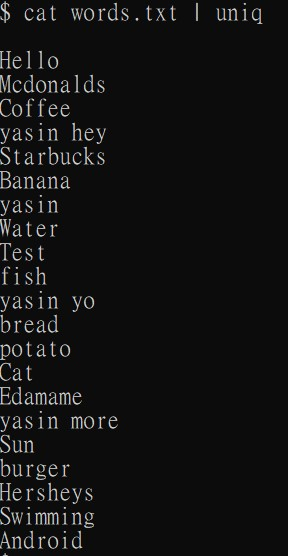 $ cat words.txt | uniq
Hello
Mcdonalds
Coffee
yasin hey
Starbucks
Banana
yasin
Water
Test
fish
yasin yo
bread
potato
Cat
Edamame
yasin more
Sun
burger
Hersheys
Swimming
Android